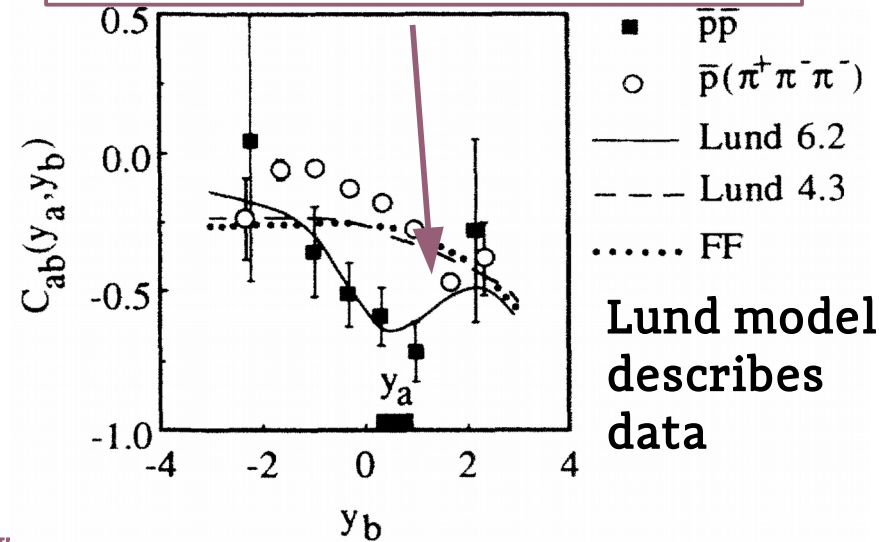 0.5
0.0
-0.5
-1.0
C_ab(y_a,y_b)
y_a
-4 -2 0 2 4
y_b
p̄p̄
p̄(π⁺π⁻π⁻)
Lund 6.2
Lund 4.3
FF
Lund model
describes
data